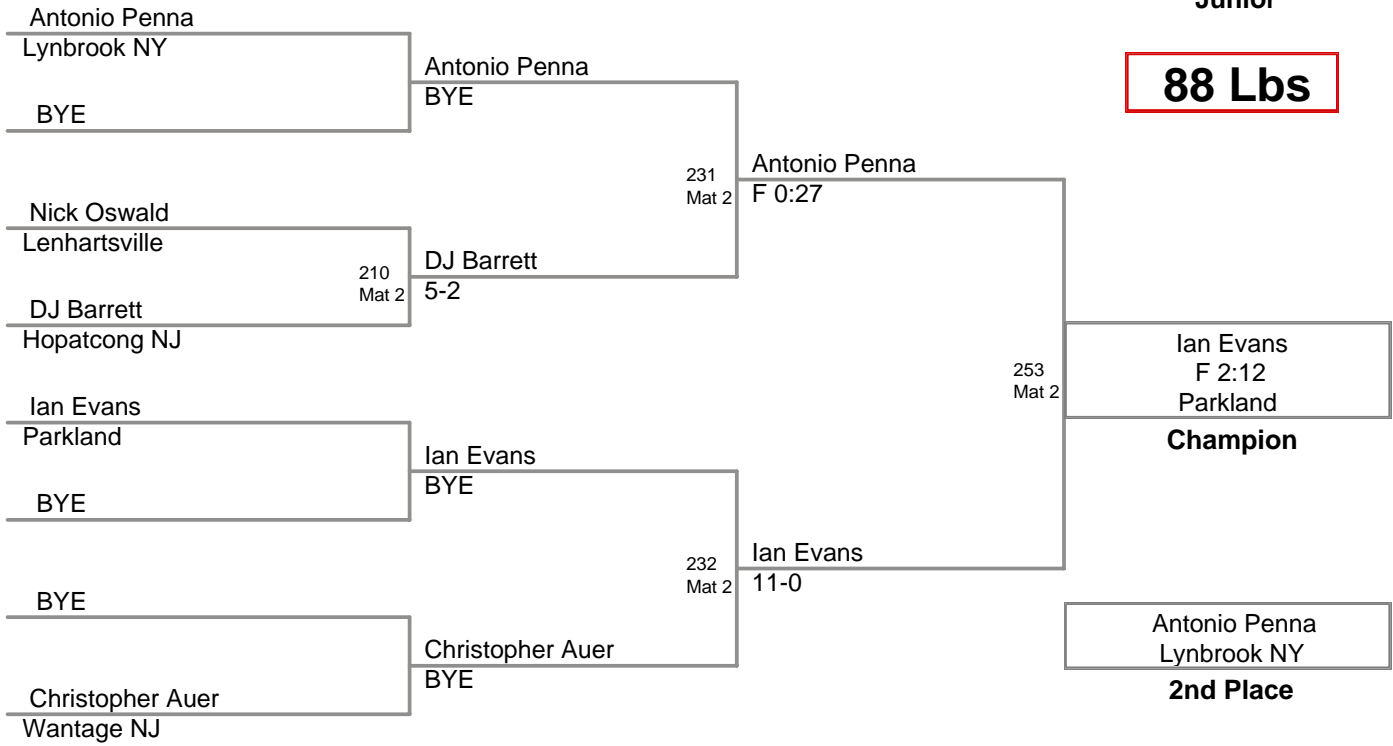 Junior
88 Lbs
Antonio Penna
Lynbrook NY
BYE
Nick Oswald
Lenhartsville
DJ Barrett
Hopatcong NJ
Ian Evans
Parkland
BYE
BYE
Christopher Auer
Wantage NJ
Antonio Penna
BYE
210
Mat 2
DJ Barrett
5-2
Ian Evans
BYE
Christopher Auer
BYE
231
Mat 2
Antonio Penna
F 0:27
232
Mat 2
Ian Evans
11-0
253
Mat 2
Ian Evans
F 2:12
Parkland
Champion
Antonio Penna
Lynbrook NY
2nd Place